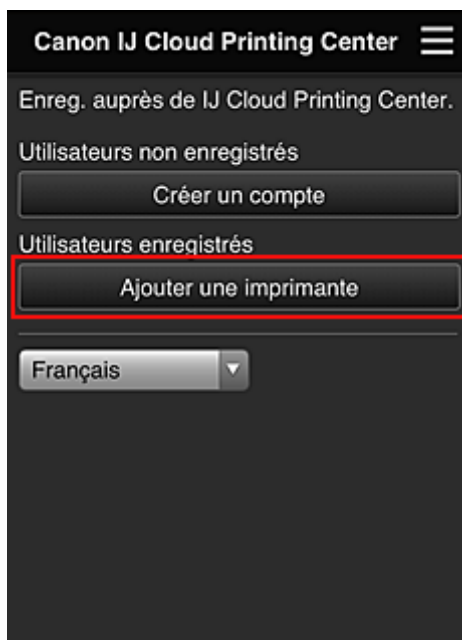 Canon IJ Cloud Printing Center
Enreg. auprès de IJ Cloud Printing Center.
Utilisateurs non enregistrés
Créer un compte
Utilisateurs enregistrés
Ajouter une imprimante
Français